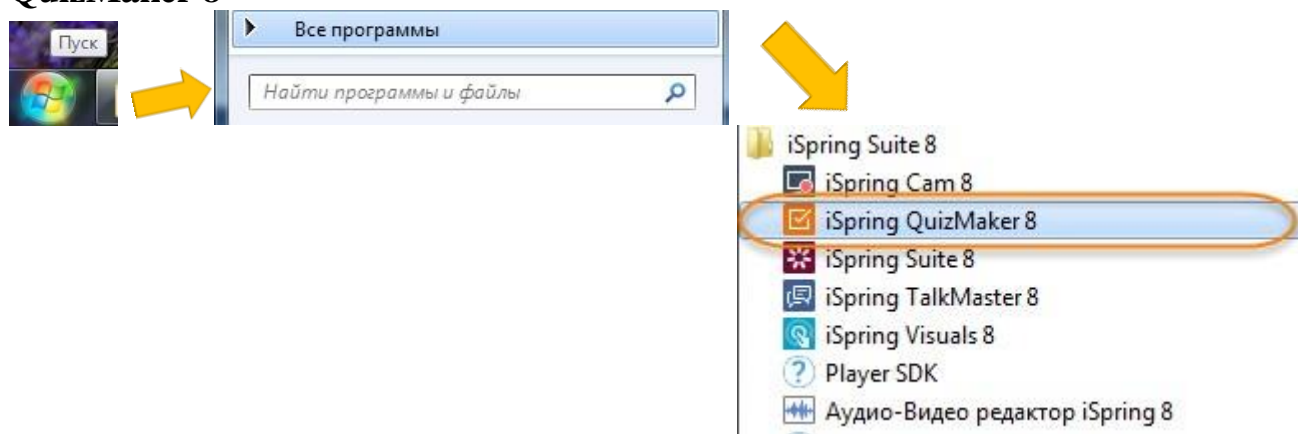 QuizMaker 8
Пуск
Все программы
Найти программы и файлы
iSpring Suite 8
iSpring Cam 8
iSpring QuizMaker 8
iSpring Suite 8
iSpring TalkMaster 8
iSpring Visuals 8
Player SDK
Аудио-Видео редактор iSpring 8